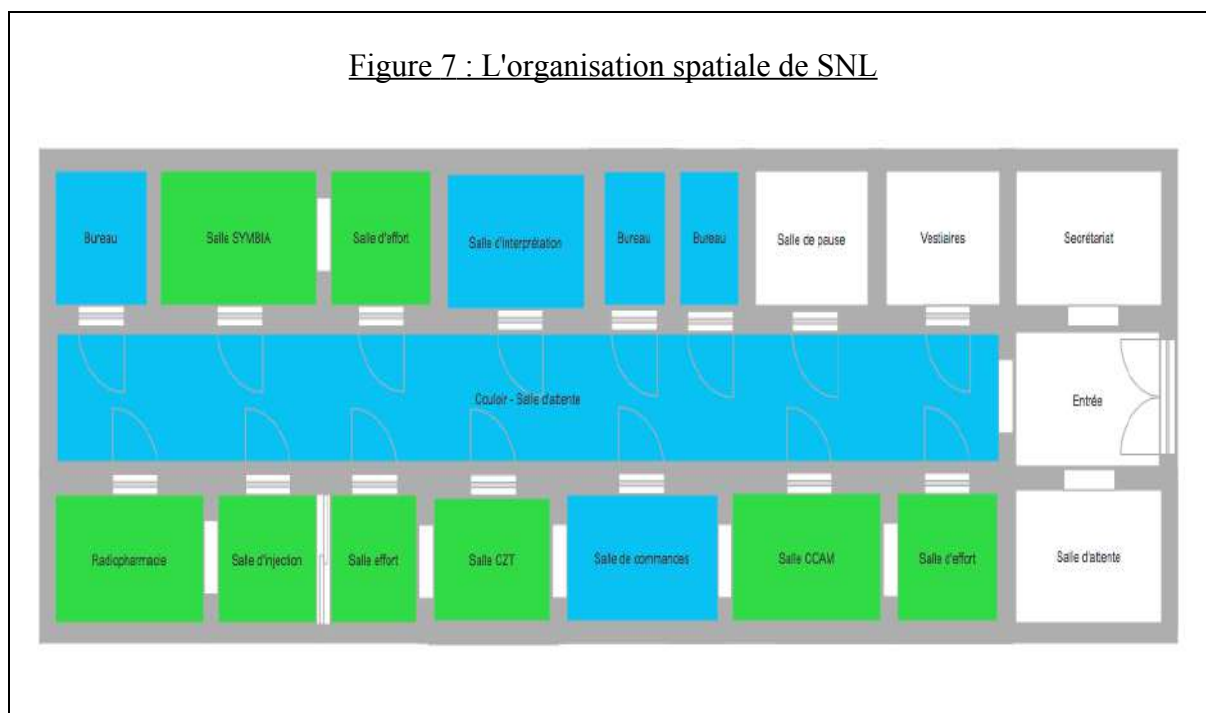 Figure 7 : L'organisation spatiale de SNL
Bureau
Salle SYMBIA
Salle d'effort
Salle d'interprétation
Bureau
Bureau
Salle de pause
Vestiaires
Secrétariat
Couloir - Salle d'attente
Entrée
Radiopharmacie
Salle d'injection
Salle effort
Salle CZT
Salle de commandes
Salle CCAM
Salle d'effort
Salle d'attente